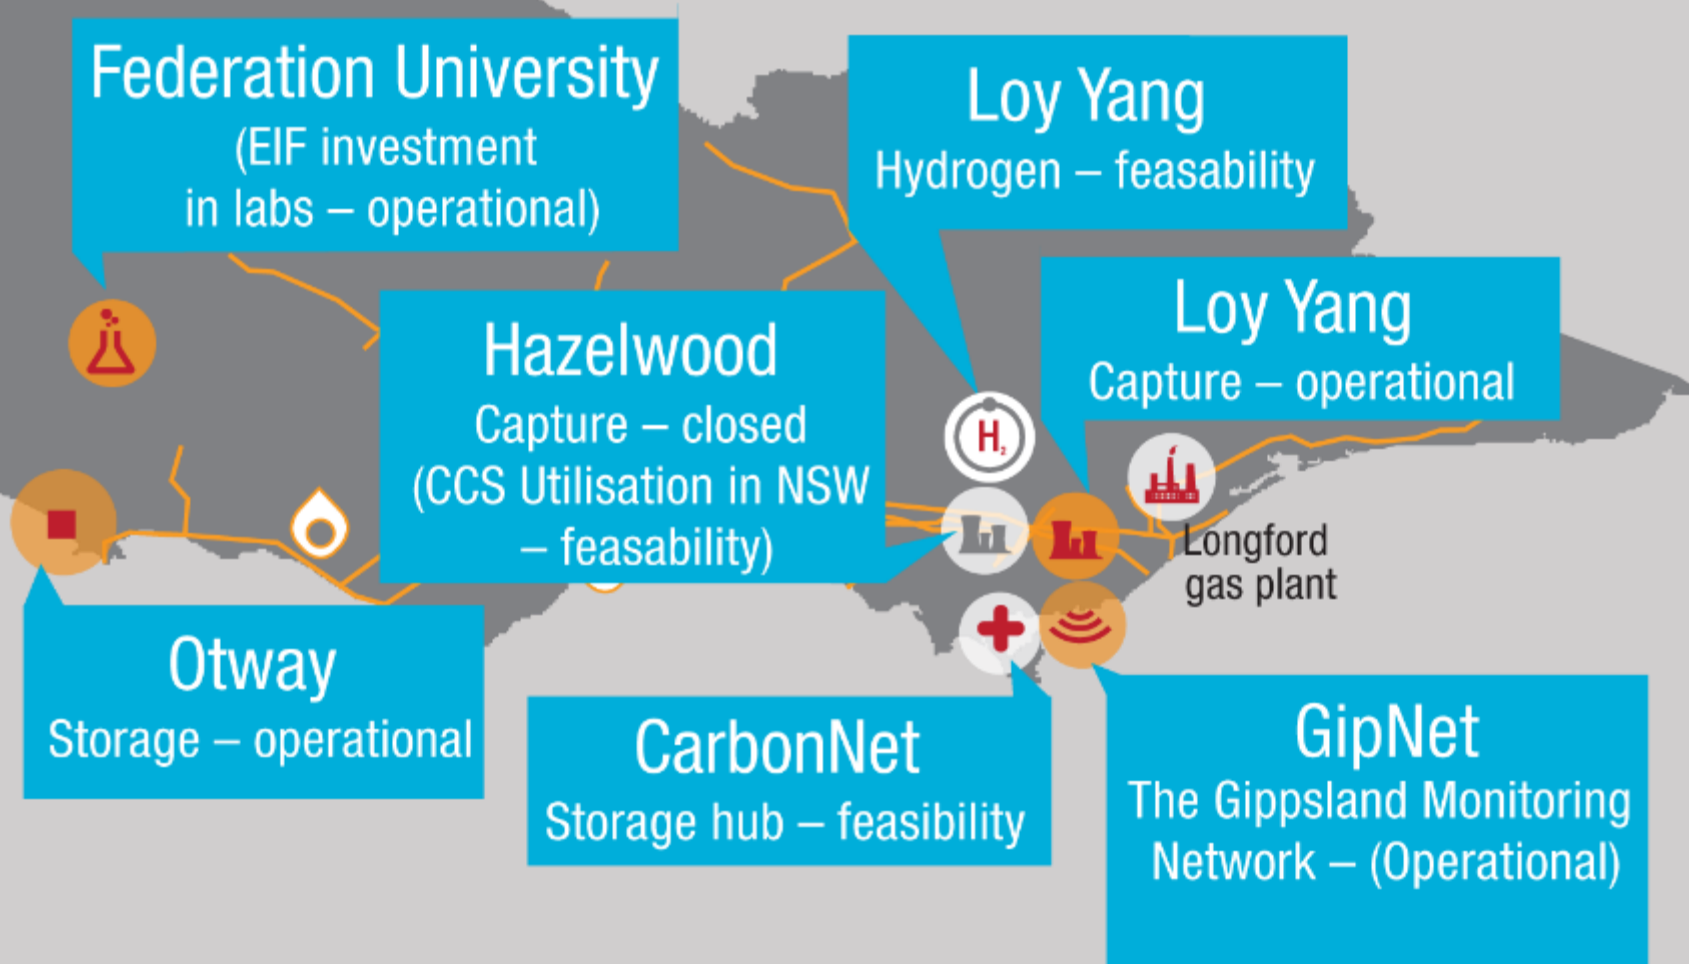 Federation University
(EIF investment
in labs – operational)
Loy Yang
Hydrogen – feasability
Loy Yang
Capture – operational
Hazelwood
Capture – closed
(CCS Utilisation in NSW
– feasability)
H2
Longford
gas plant
Otway
Storage – operational
CarbonNet
Storage hub – feasibility
GipNet
The Gippsland Monitoring
Network – (Operational)